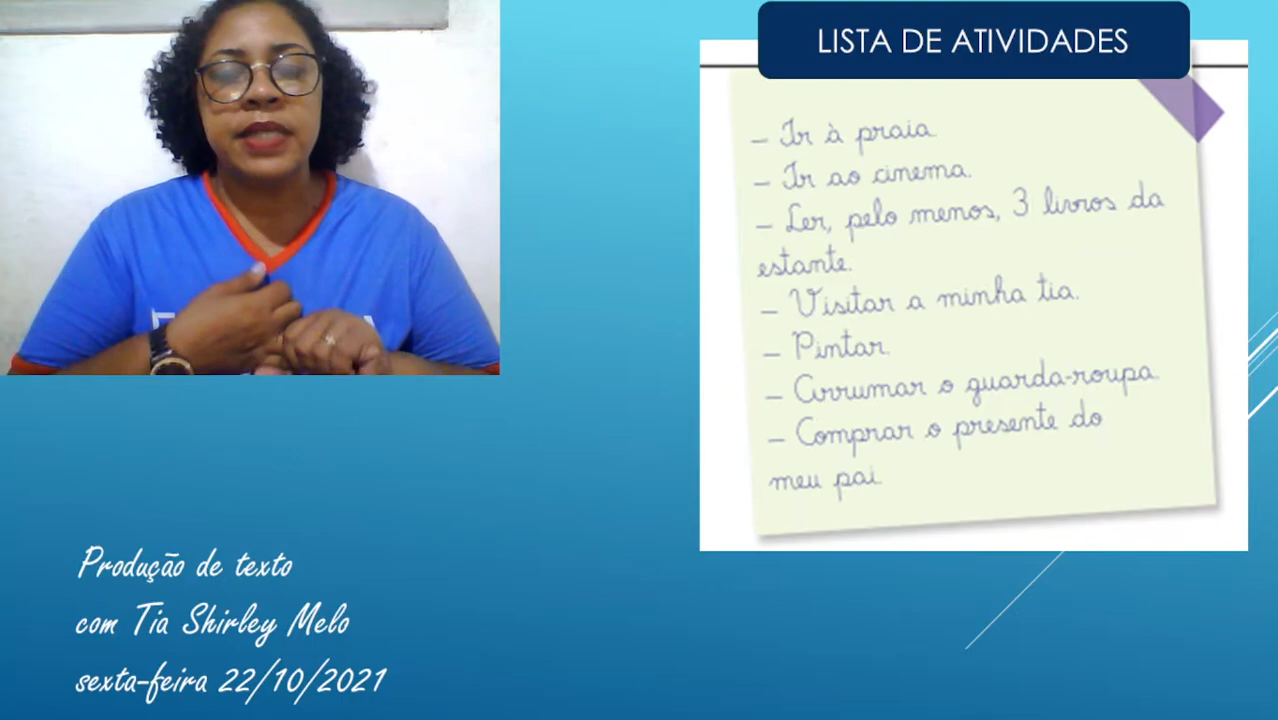 LISTA DE ATIVIDADES
– Ir à praia.
– Ir ao cinema.
– Ler, pelo menos, 3 livros da
estante.
– Visitar a minha tia.
– Pintar.
– Arrumar o guarda-roupa.
– Comprar o presente do
meu pai.
Produção de texto
com Tia Shirley Melo
sexta-feira 22/10/2021